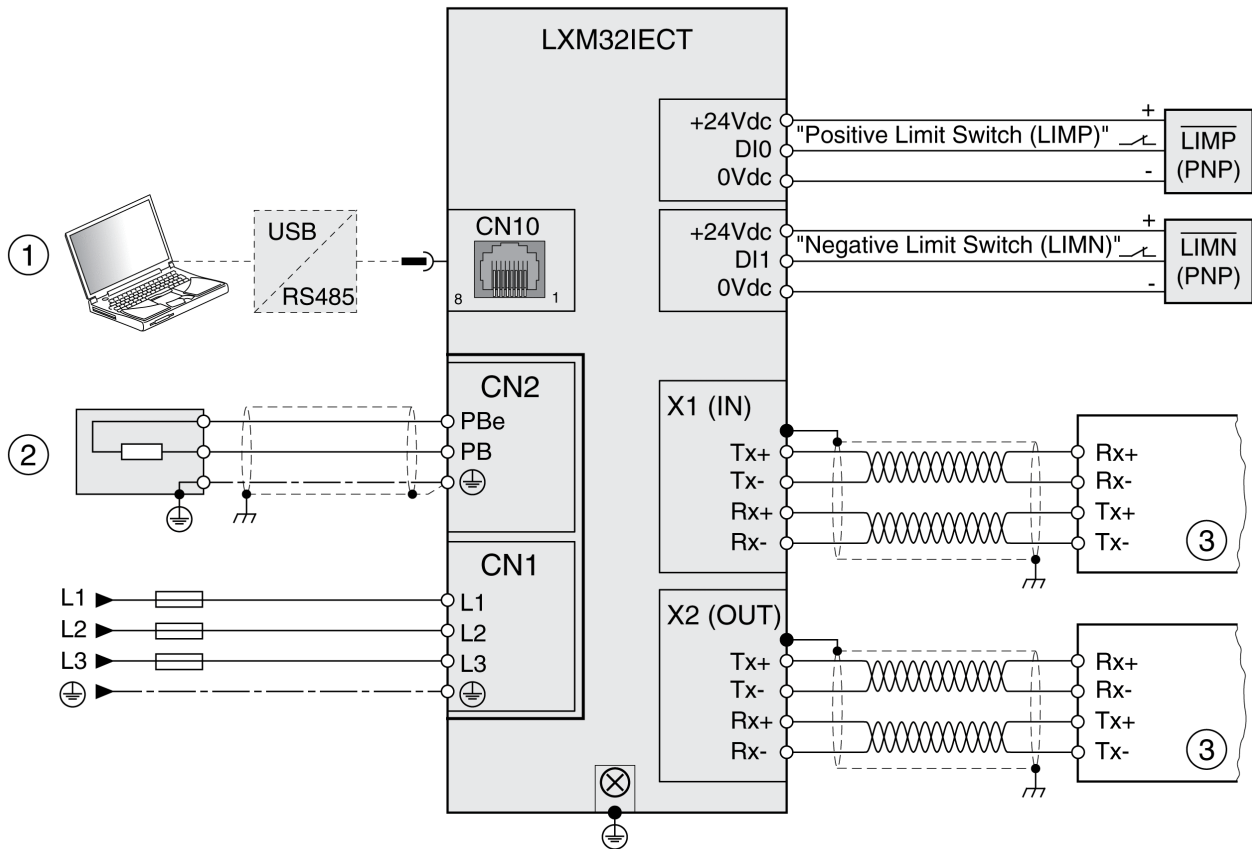 LXM32IECT
+24Vdc
"Positive Limit Switch (LIMP)"
+
DI0
0Vdc
-
LIMP
(PNP)
1
USB
RS485
CN10
8 1
+24Vdc
"Negative Limit Switch (LIMN)"
+
DI1
0Vdc
-
LIMN
(PNP)
2
CN2
PBe
PB
X1 (IN)
Tx+
Tx-
Rx+
Rx-
Rx+
Rx-
Tx+
Tx-
3
CN1
L1
L2
L3
L1
L2
L3
X2 (OUT)
Tx+
Tx-
Rx+
Rx-
Rx+
Rx-
Tx+
Tx-
3